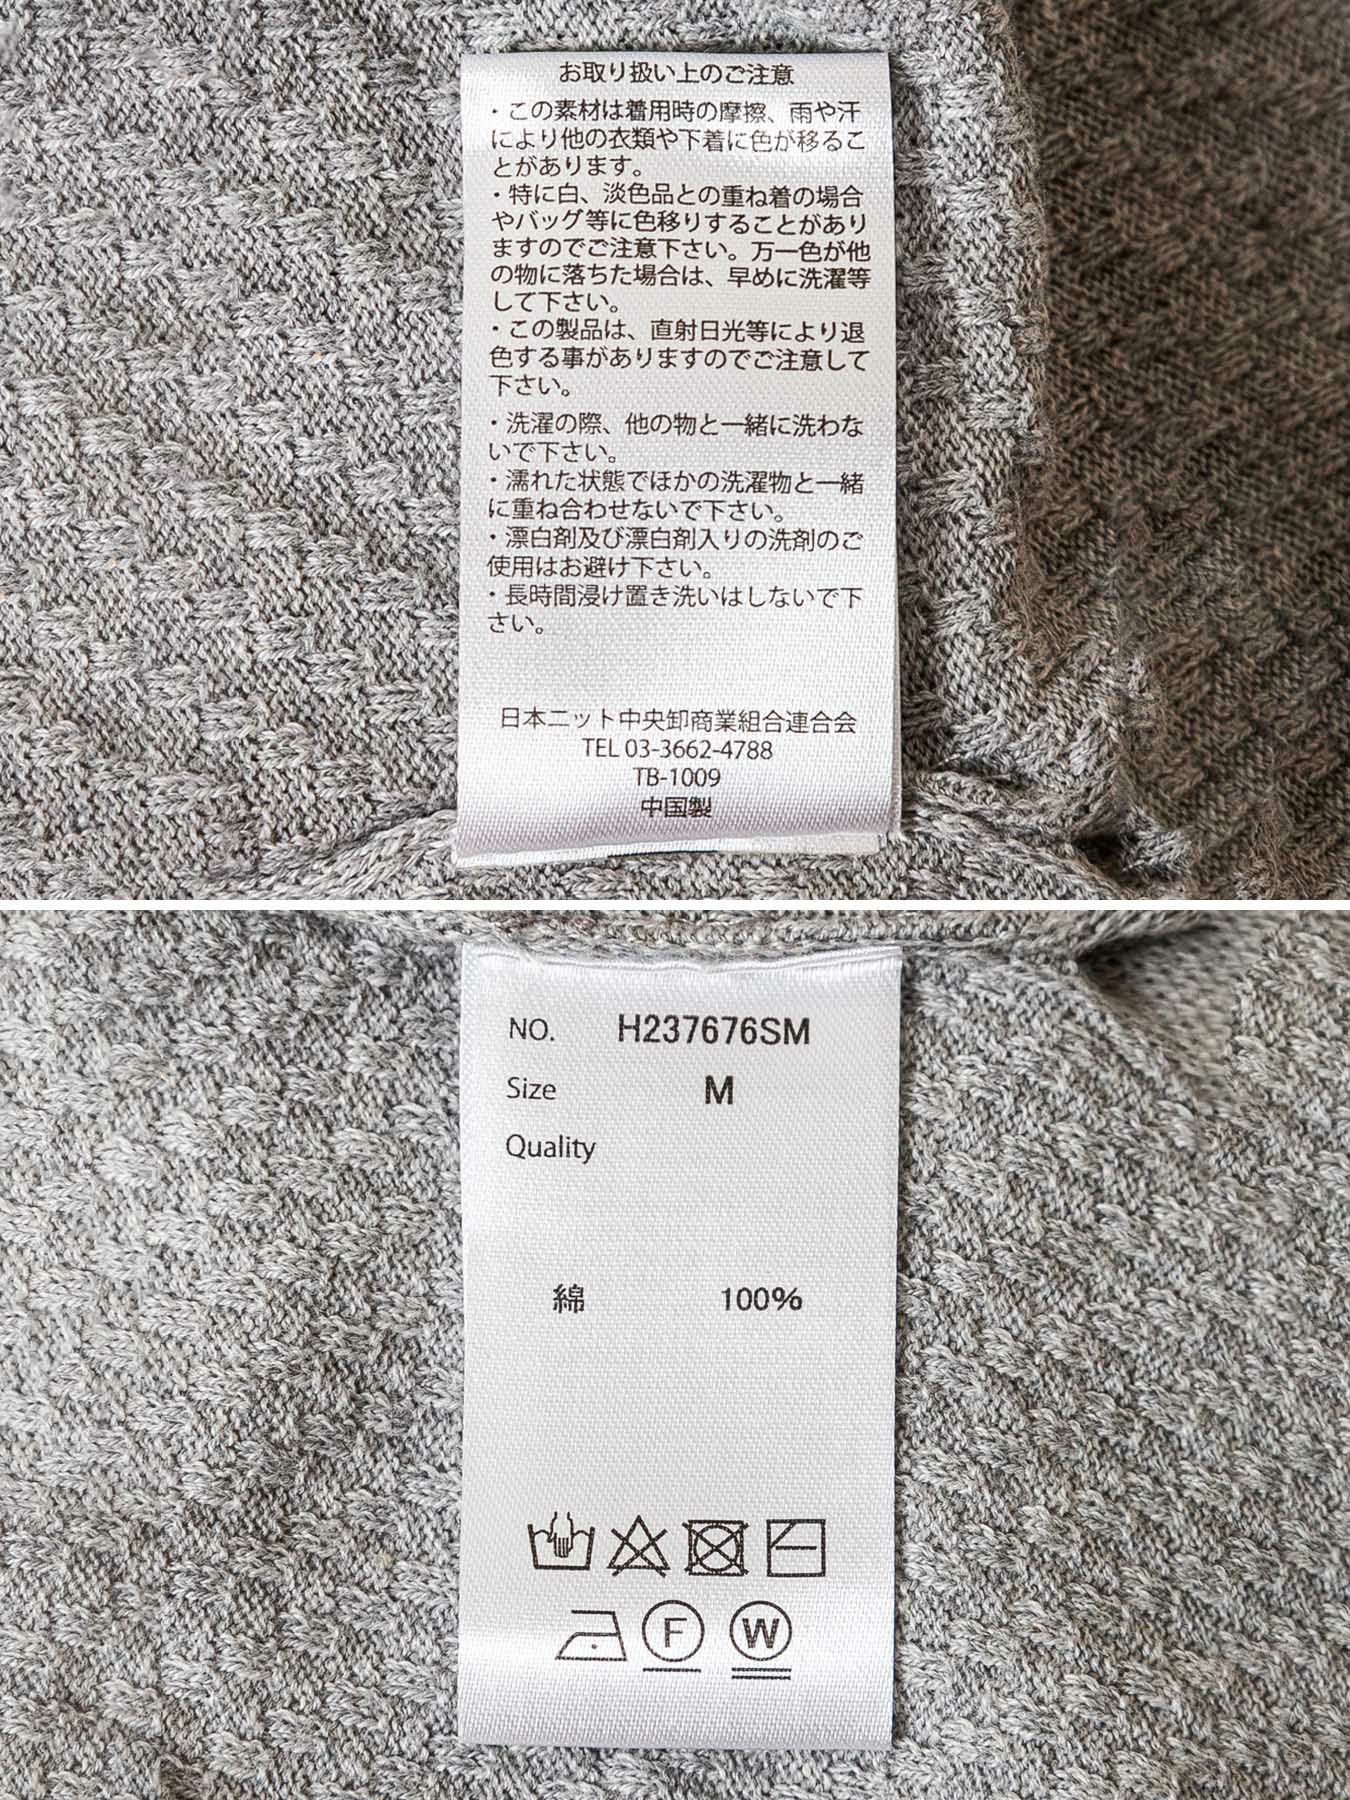 お取り扱い上のご注意
・この素材は着用時の摩擦、雨や汗
により他の衣類や下着に色が移るこ
とがあります。
・特に白、淡色品との重ね着の場合
やバッグ等に色移りすることがあり
ますのでご注意下さい。万一色が他
の物に落ちた場合は、早めに洗濯等
して下さい。
・この製品は、直射日光等により退
色する事がありますのでご注意して
下さい。
・洗濯の際、他の物と一緒に洗わな
いで下さい。
・濡れた状態でほかの洗濯物と一緒
に重ね合わせないで下さい。
・漂白剤及び漂白剤入りの洗剤のご
使用はお避け下さい。
・長時間浸け置き洗いはしないで下
さい。
日本ニット中央卸商業組合連合会
TEL 03-3662-4788
TB-1009
中国製
NO. H237676SM
Size M
Quality
綿 100%
F W